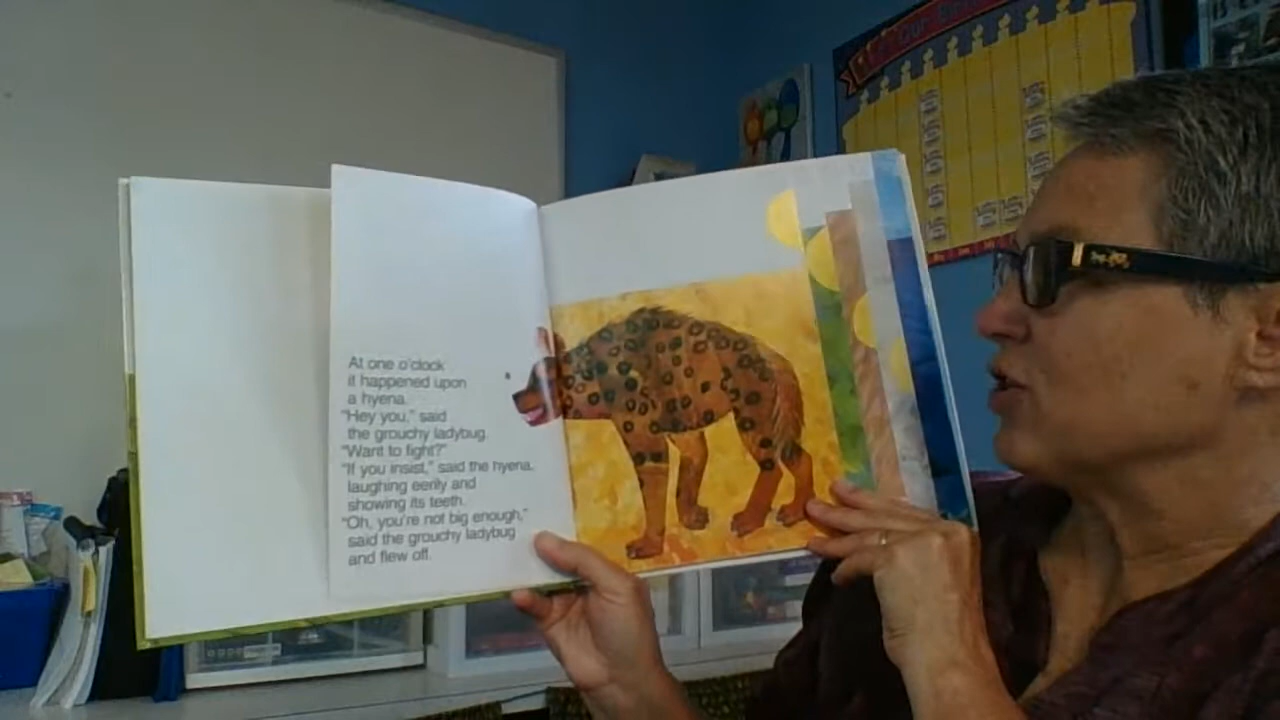 At one o'clock
it happened upon
a hyena.
"Hey you," said
the grouchy ladybug.
"Want to fight?"
"If you insist," said the hyena,
laughing eerily and
showing its teeth.
"Oh, you're not big enough,"
said the grouchy ladybug
and flew off.